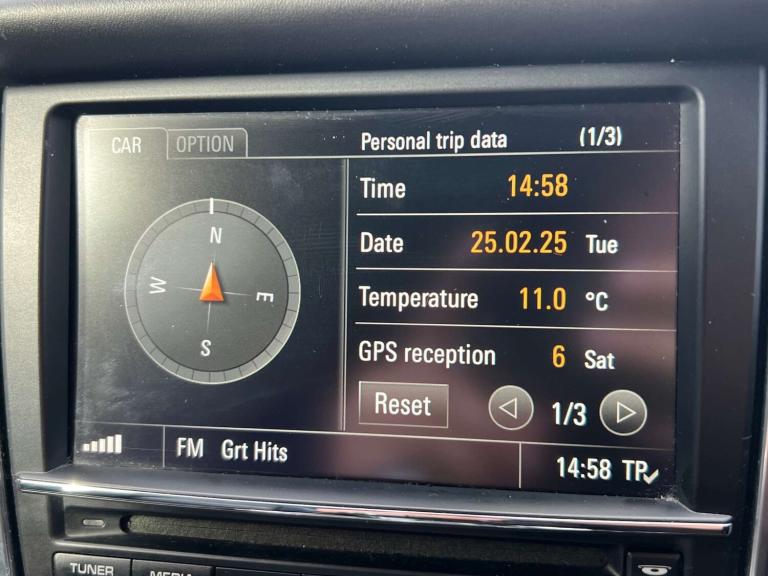 CAR OPTION Personal trip data (1/3)
Time 14:58
Date 25.02.25 Tue
Temperature 11.0 °C
GPS reception 6 Sat
Reset 1/3
N
W E
S
FM Grt Hits 14:58 TP
TUNER MEDIA